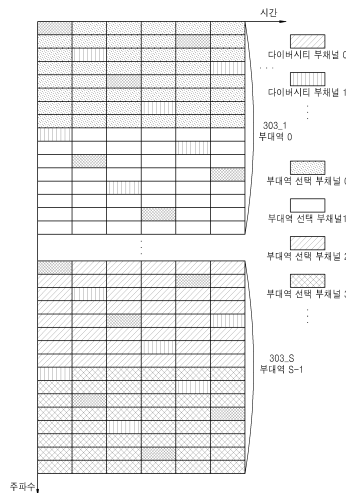 시간
다이버시티 부채널 0
다이버시티 부채널 1
303_1
부대역 0
부대역 선택 부채널 0
부대역 선택 부채널1
부대역 선택 부채널 2
부대역 선택 부채널 3
303_S
부대역 S-1
주파수